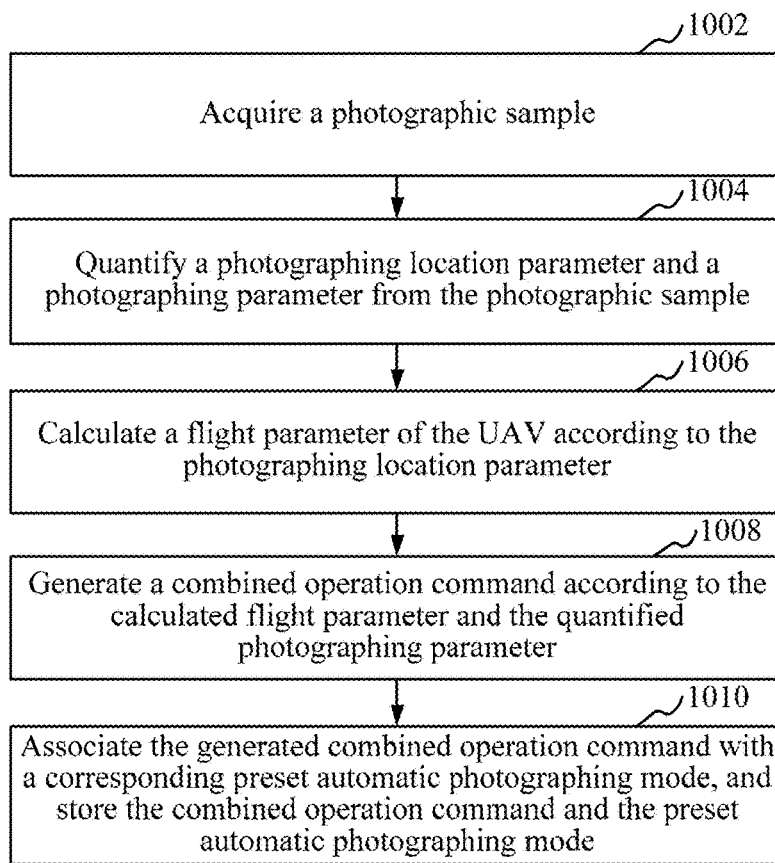 1002
Acquire a photographic sample
1004
Quantify a photographing location parameter and a
photographing parameter from the photographic sample
1006
Calculate a flight parameter of the UAV according to the
photographing location parameter
1008
Generate a combined operation command according to the
calculated flight parameter and the quantified
photographing parameter
1010
Associate the generated combined operation command with
a corresponding preset automatic photographing mode, and
store the combined operation command and the preset
automatic photographing mode